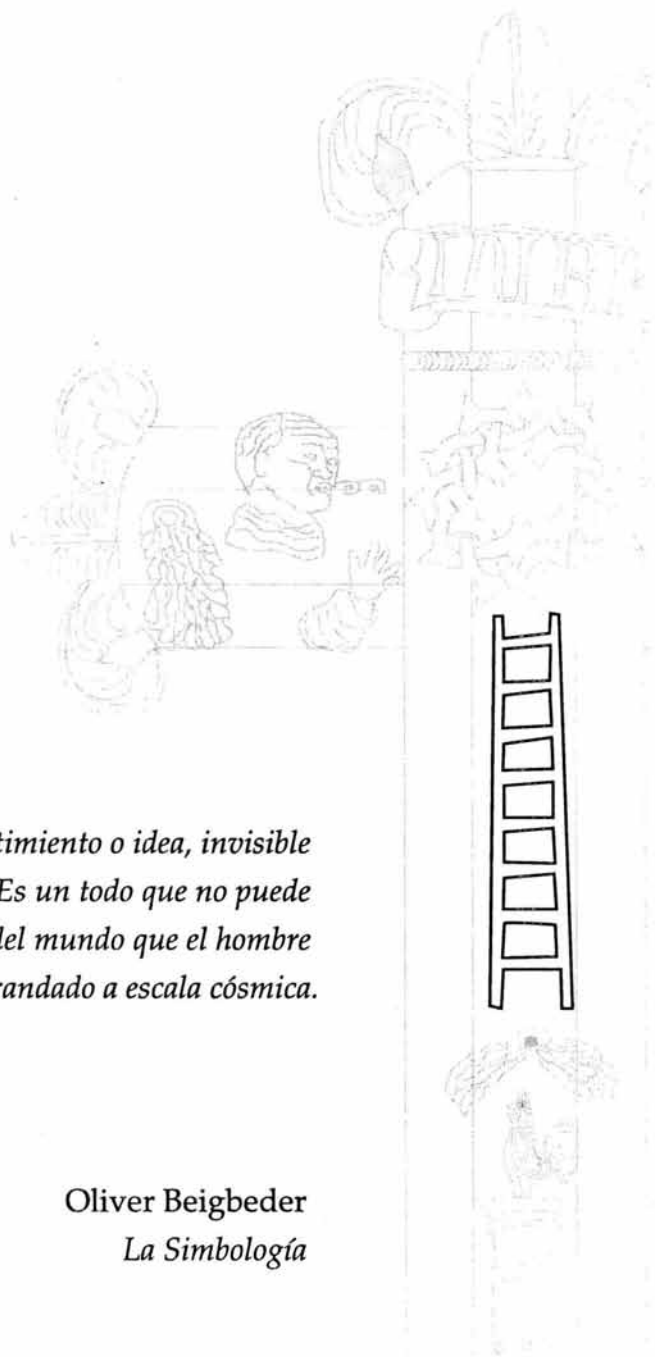 timiento o idea, invisible
Es un todo que no puede
del mundo que el hombre
randado a escala cósmica.
Oliver Beigbeder
La Simbología